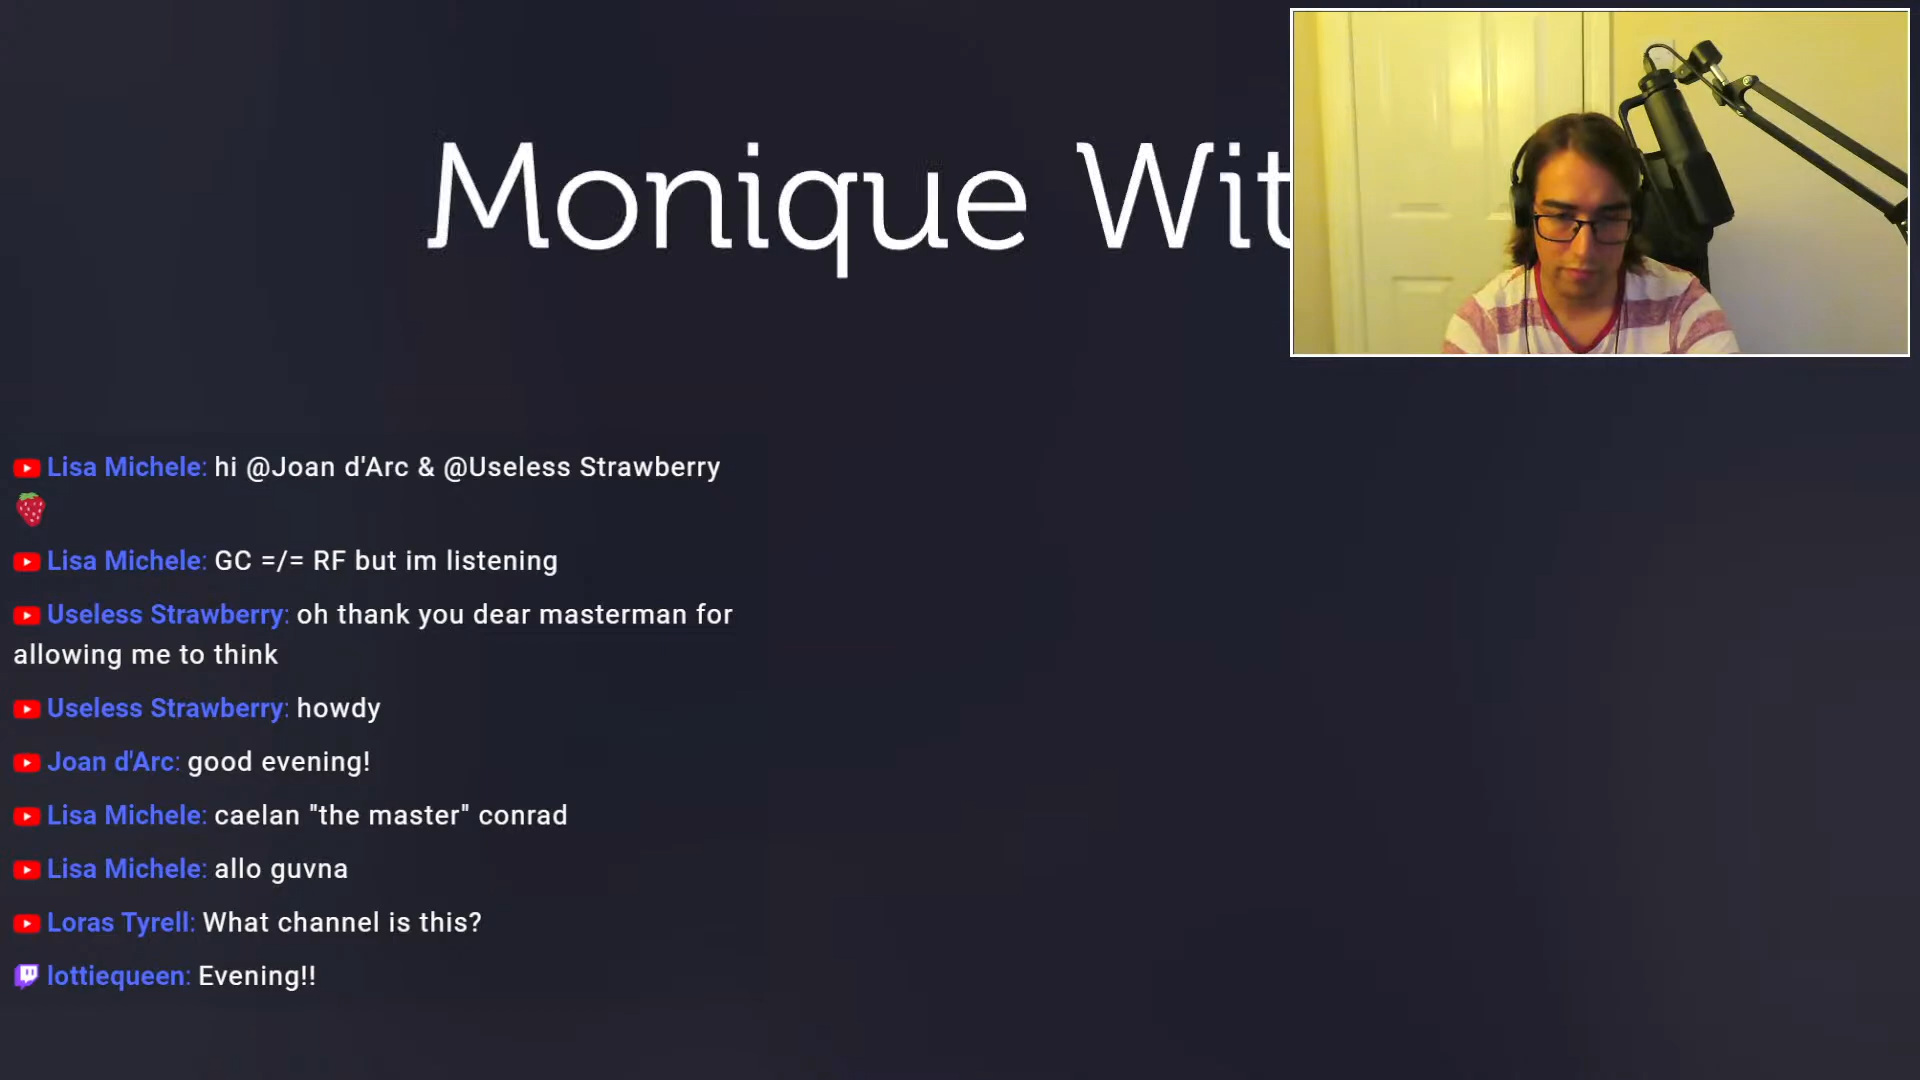 Monique Wit
Lisa Michele: hi @Joan d'Arc & @Useless Strawberry
Lisa Michele: GC =/= RF but im listening
Useless Strawberry: oh thank you dear masterman for
allowing me to think
Useless Strawberry: howdy
Joan d'Arc: good evening!
Lisa Michele: caelan "the master" conrad
Lisa Michele: allo guvna
Loras Tyrell: What channel is this?
lottiequeen: Evening!!